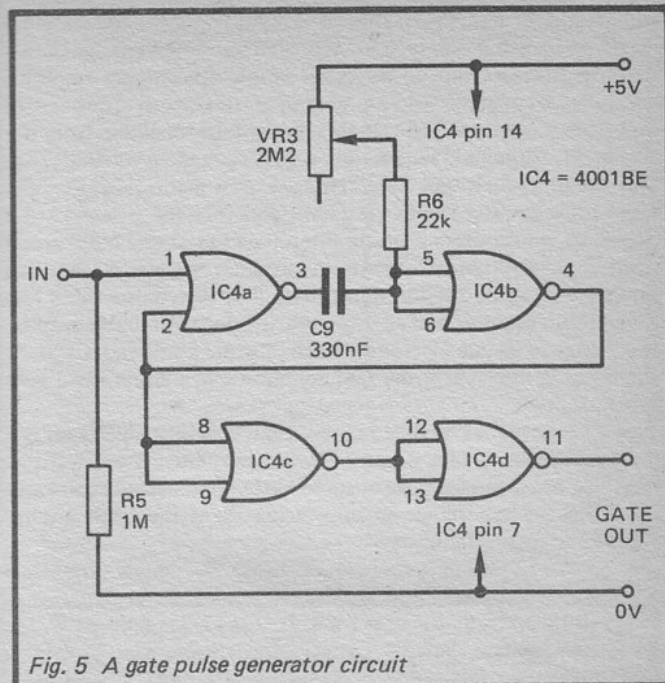 +5V
VR3
2M2
IC4 pin 14
IC4 = 4001BE
R6
22k
IN
1
2
IC4a
3
C9
330nF
5
6
IC4b
4
8
9
IC4c
10
12
13
IC4d
11
R5
1M
IC4 pin 7
GATE
OUT
0V
Fig. 5 A gate pulse generator circuit